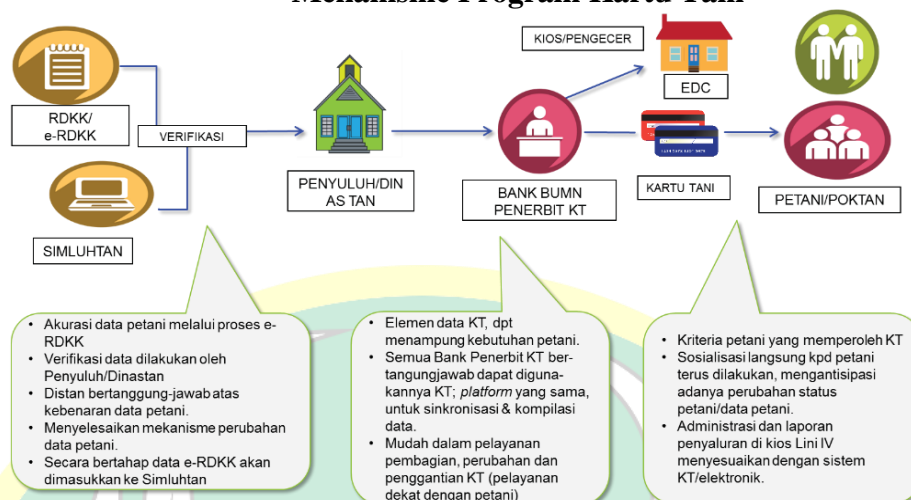 Mekanisme Program Kartu Tani
KIOS/PENGECER
EDC
RDKK/
e-RDKK
VERIFIKASI
PENYULUH/DIN
AS TAN
BANK BUMN
PENERBIT KT
KARTU TANI
PETANI/POKTAN
SIMLUHTAN
• Akurasi data petani melalui proses e-
RDKK
• Verifikasi data dilakukan oleh
Penyuluh/Dinastan
• Distan bertanggung-jawab atas
kebenaran data petani.
• Menyelesaikan mekanisme perubahan
data petani.
• Secara bertahap data e-RDKK akan
dimasukkan ke Simluhtan
• Elemen data KT, dpt
menampung kebutuhan petani.
• Semua Bank Penerbit KT ber-
tangungjawab dapat diguna-
kannya KT; platform yang sama,
untuk sinkronisasi & kompilasi
data.
• Mudah dalam pelayanan
pembagian, perubahan dan
penggantian KT (pelayanan
dekat dengan petani)
• Kriteria petani yang memperoleh KT
• Sosialisasi langsung kpd petani
terus dilakukan, mengantisipasi
adanya perubahan status
petani/data petani.
• Administrasi dan laporan
penyaluran di kios Lini IV
menyesuaikan dengan sistem
KT/elektronik.